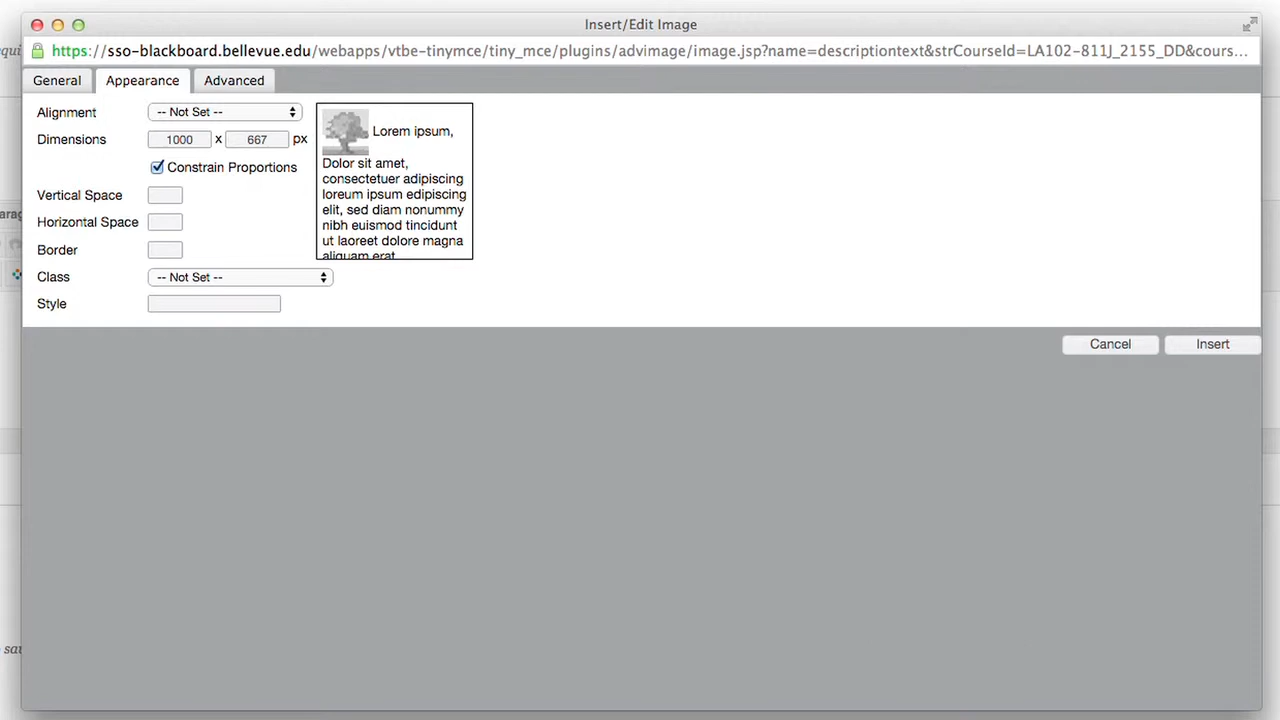 Insert/Edit Image
https://sso-blackboard.bellevue.edu/webapps/vtbe-tinymce/tiny_mce/plugins/advimage/image.jsp?name=descriptiontext&strCourseId=LA102-811J_2155_DD&cours...
General Appearance Advanced
Alignment -- Not Set --
Dimensions 1000 x 667 px
Constrain Proportions
Vertical Space
Horizontal Space
Border
Class -- Not Set --
Style
Lorem ipsum,
Dolor sit amet,
consectetuer adipiscing
loreum ipsum edipiscing
elit, sed diam nonummy
nibh euismod tincidunt
ut laoreet dolore magna
aliquam erat
Cancel Insert